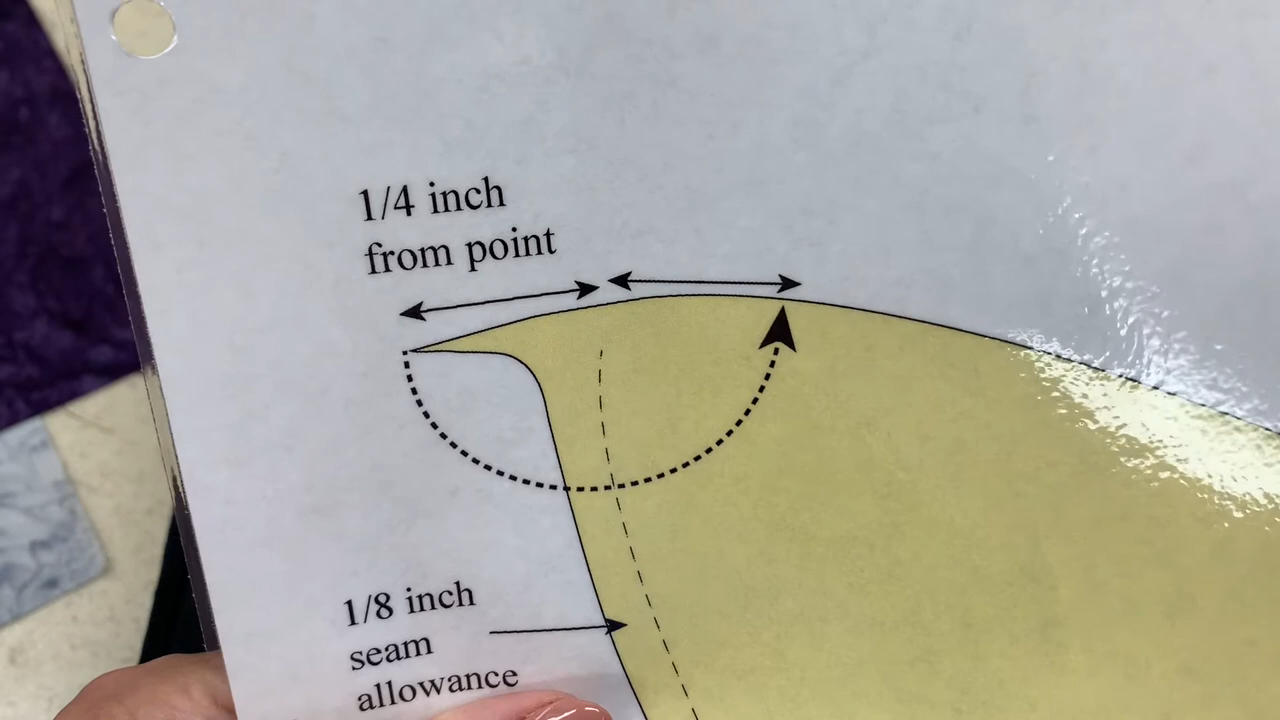 1/4 inch
from point
1/8 inch
seam
allowance